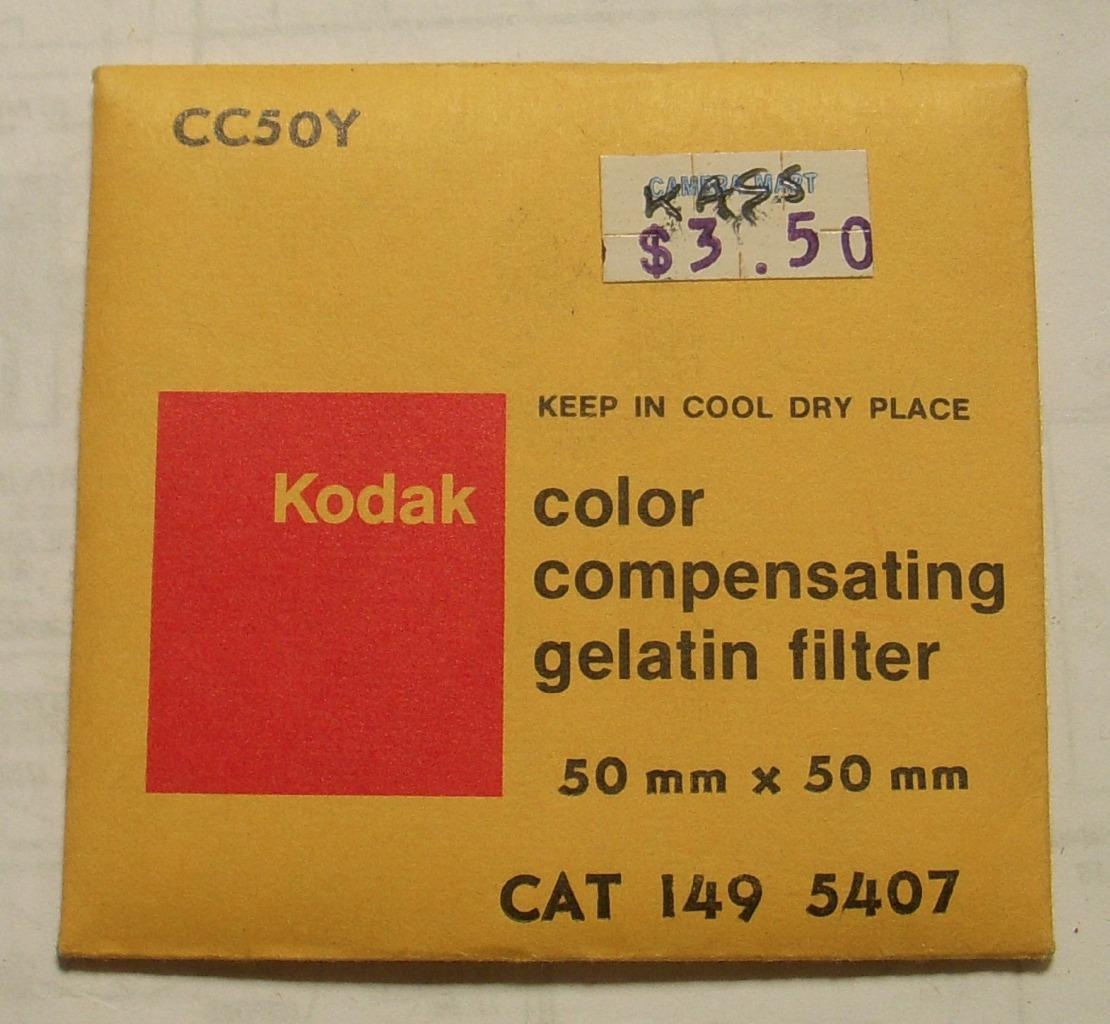 CC50Y
CAMERA MART
KASS
$3.50
KEEP IN COOL DRY PLACE
Kodak
color
compensating
gelatin filter
50 mm x 50 mm
CAT 149 5407